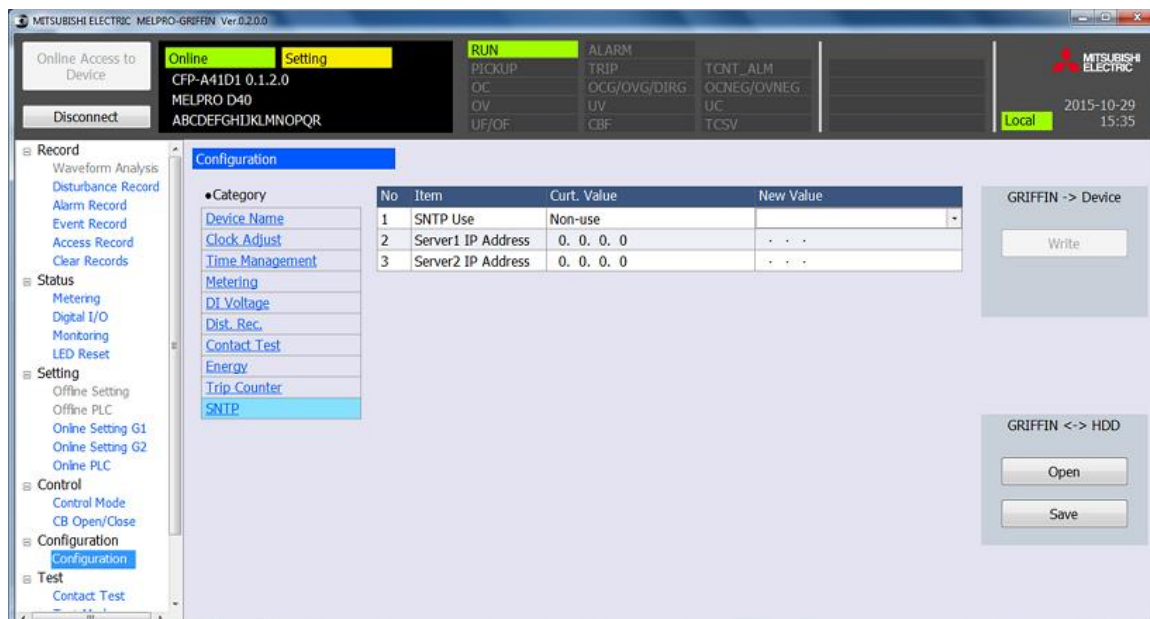 MITSUBISHI ELECTRIC MELPRO-GRIFFIN Ver.0.2.0.0
Online Access to
Device
Disconnect
Online
Setting
CFP-A41D1 0.1.2.0
MELPRO D40
ABCDEFGHIJKLMNOPQR
RUN ALARM
PICKUP TRIP TCNT_ALM
OC OCG/OVG/DIRG OCNEG/OVNEG
OV UV UC
UF/OF CBF TCSV
MITSUBISHI
ELECTRIC
2015-10-29
Local 15:35
Record
Waveform Analysis
Disturbance Record
Alarm Record
Event Record
Access Record
Clear Records
Status
Metering
Digital I/O
Monitoring
LED Reset
Setting
Offline Setting
Offline PLC
Online Setting G1
Online Setting G2
Online PLC
Control
Control Mode
CB Open/Close
Configuration
Configuration
Test
Contact Test
Configuration
●Category
Device Name
Clock Adjust
Time Management
Metering
DI Voltage
Dist. Rec.
Contact Test
Energy
Trip Counter
SNTP
No Item Curt. Value New Value
1 SNTP Use Non-use
2 Server1 IP Address 0. 0. 0. 0 . . .
3 Server2 IP Address 0. 0. 0. 0 . . .
GRIFFIN -> Device
Write
GRIFFIN <-> HDD
Open
Save